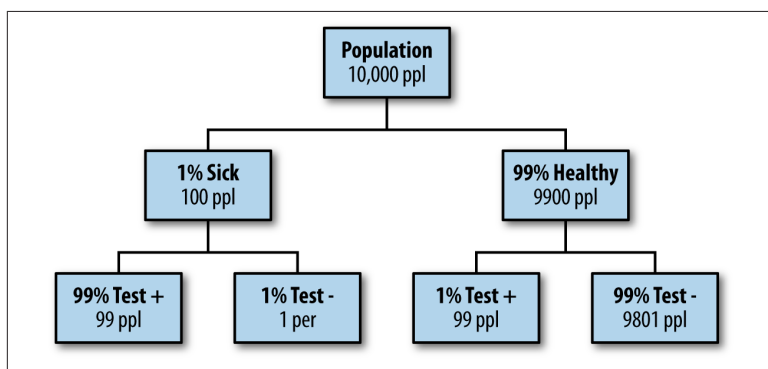 Population
10,000 ppl
1% Sick
100 ppl
99% Healthy
9900 ppl
99% Test +
99 ppl
1% Test -
1 per
1% Test +
99 ppl
99% Test -
9801 ppl